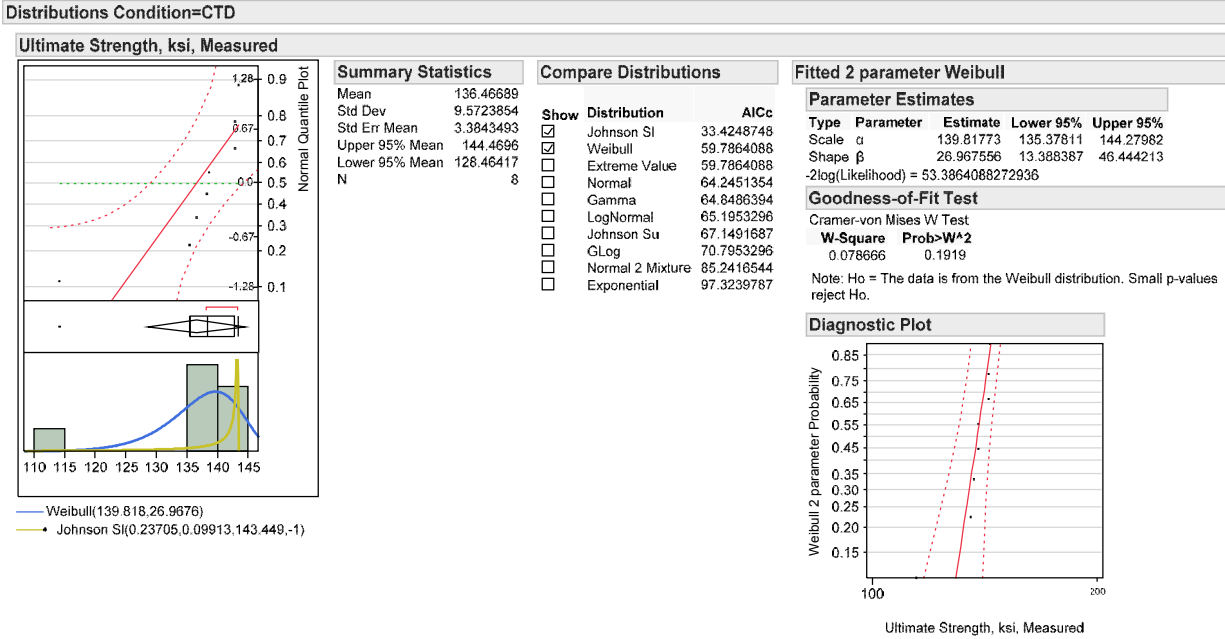 Distributions Condition=CTD
Ultimate Strength, ksi, Measured
1.28 0.9
0.8
0.67 0.7
0.6
0.0 0.5
0.4
0.3
-0.67 0.2
-1.28 0.1
Normal Quantile Plot
110 115 120 125 130 135 140 145
Weibull(139.818,26.9676)
Johnson Sl(0.23705,0.09913,143.449,-1)
Summary Statistics
Mean 136.46689
Std Dev 9.5723854
Std Err Mean 3.3843493
Upper 95% Mean 144.4696
Lower 95% Mean 128.46417
N 8
Compare Distributions
Show Distribution AICc
Johnson Sl 33.4248748
Weibull 59.7864088
Extreme Value 59.7864088
Normal 64.2451354
Gamma 64.8486394
LogNormal 65.1953296
Johnson Su 67.1491687
GLog 70.7953296
Normal 2 Mixture 85.2416544
Exponential 97.3239787
Fitted 2 parameter Weibull
Parameter Estimates
Type Parameter Estimate Lower 95% Upper 95%
Scale α 139.81773 135.37811 144.27982
Shape β 26.967556 13.388387 46.444213
-2log(Likelihood) = 53.3864088272936
Goodness-of-Fit Test
Cramer-von Mises W Test
W-Square Prob>W^2
0.078666 0.1919
Note: Ho = The data is from the Weibull distribution. Small p-values
reject Ho.
Diagnostic Plot
Weibull 2 parameter Probability
0.85
0.75
0.65
0.55
0.45
0.35
0.30
0.25
0.20
0.15
100 200
Ultimate Strength, ksi, Measured